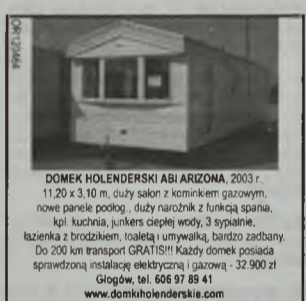 OR129464
DOMEK HOLENDERSKI ABI ARIZONA, 2003 r.,
11,20 x 3,10 m, duży salon z kominkiem gazowym,
nowe panele podłog., duży narożnik z funkcją spania,
kpl. kuchnia, junkers ciepłej wody, 3 sypialnie,
łazienka z brodzikiem, toaletą i umywalką, bardzo zadbany.
Do 200 km transport GRATIS!!! Każdy domek posiada
sprawdzoną instalację elektryczną i gazową - 32.900 zł
Głogów, tel. 606 97 89 41
www.domkiholenderskie.com